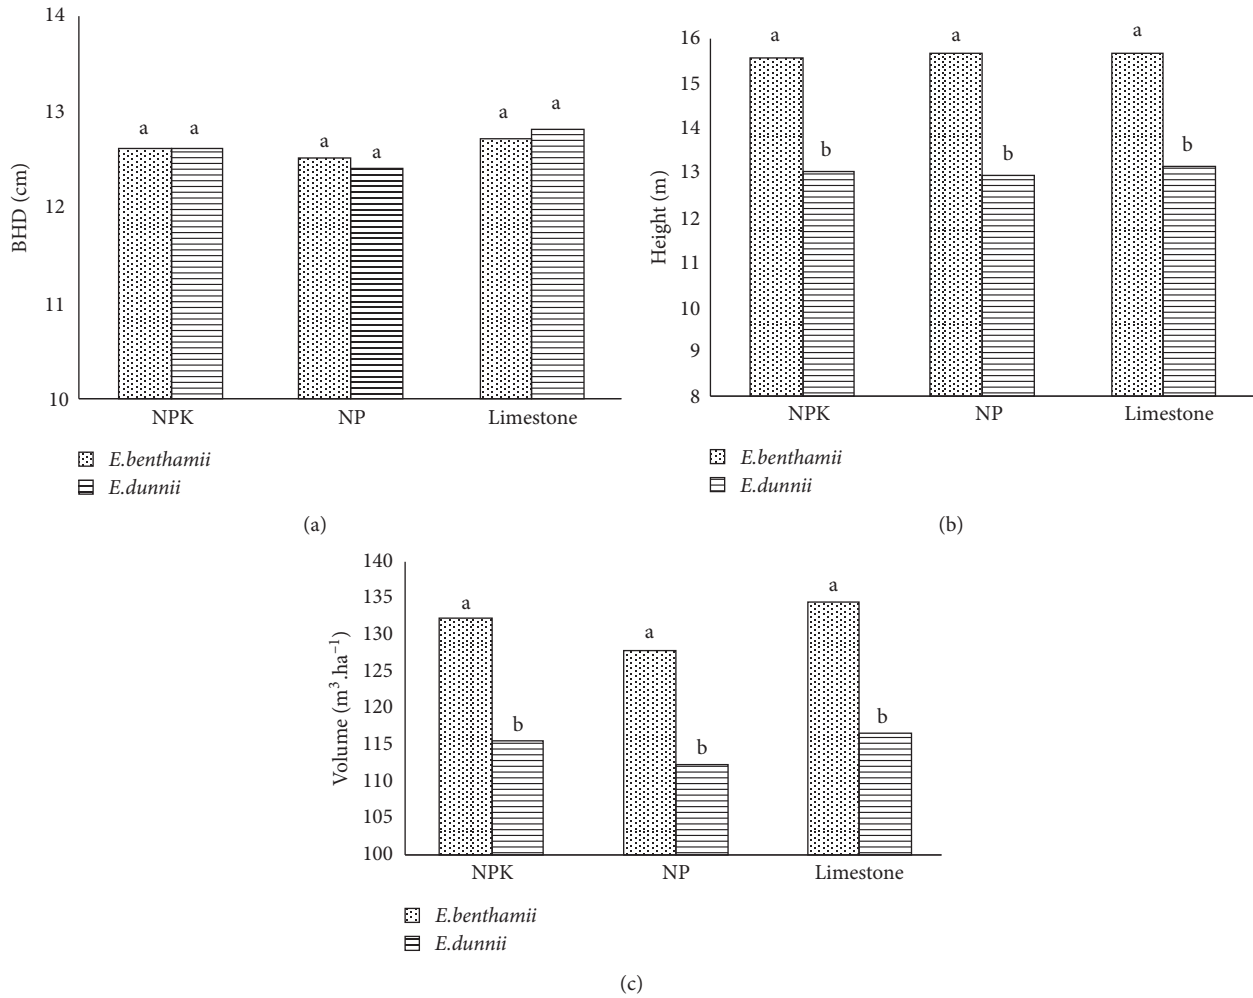 14
13
12
11
10
BHD (cm)
a a
a a
a a
NPK NP Limestone
E.benthamii
E.dunnii
(a)
16
15
14
13
12
11
10
9
8
Height (m)
a b
a b
a b
NPK NP Limestone
E.benthamii
E.dunnii
(b)
140
135
130
125
120
115
110
105
100
Volume (m³.ha⁻¹)
a b
a b
a b
NPK NP Limestone
E.benthamii
E.dunnii
(c)